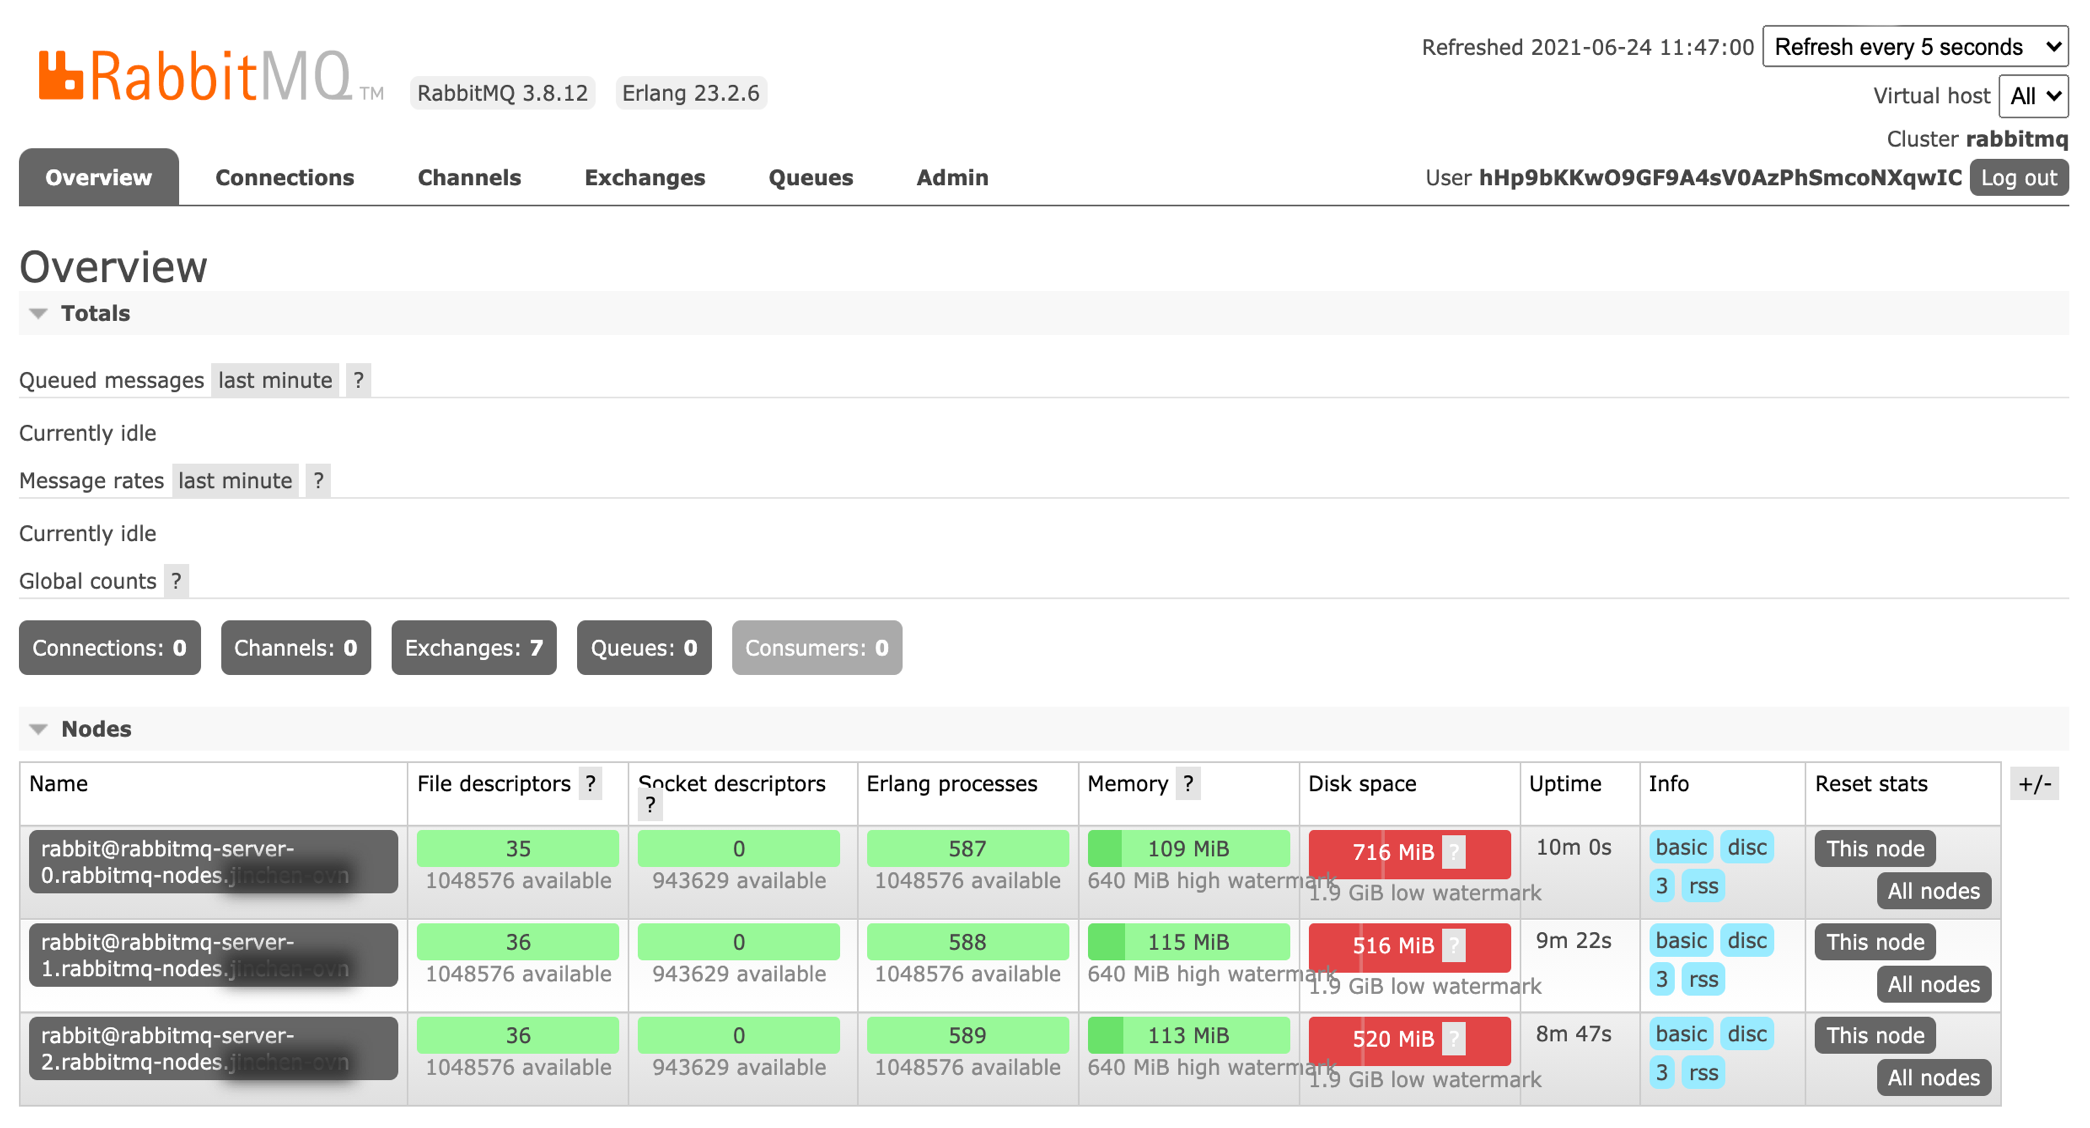 RabbitMQ TM RabbitMQ 3.8.12 Erlang 23.2.6
Refreshed 2021-06-24 11:47:00 Refresh every 5 seconds
Virtual host All
Cluster rabbitmq
User hHp9bKKwO9GF9A4sV0AzPhSmcoNXqwIC Log out
Overview Connections Channels Exchanges Queues Admin
Overview
Totals
Queued messages last minute ?
Currently idle
Message rates last minute ?
Currently idle
Global counts ?
Connections: 0 Channels: 0 Exchanges: 7 Queues: 0 Consumers: 0
Nodes
Name File descriptors ? Socket descriptors ? Erlang processes Memory ? Disk space Uptime Info Reset stats +/-
rabbit@rabbitmq-server-
0.rabbitmq-nodes.jinchen-ovn
35
1048576 available
0
943629 available
587
1048576 available
109 MiB
640 MiB high watermark
716 MiB ?
1.9 GiB low watermark
10m 0s
basic disc
3 rss
This node
All nodes
rabbit@rabbitmq-server-
1.rabbitmq-nodes.jinchen-ovn
36
1048576 available
0
943629 available
588
1048576 available
115 MiB
640 MiB high watermark
516 MiB ?
1.9 GiB low watermark
9m 22s
basic disc
3 rss
This node
All nodes
rabbit@rabbitmq-server-
2.rabbitmq-nodes.jinchen-ovn
36
1048576 available
0
943629 available
589
1048576 available
113 MiB
640 MiB high watermark
520 MiB ?
1.9 GiB low watermark
8m 47s
basic disc
3 rss
This node
All nodes